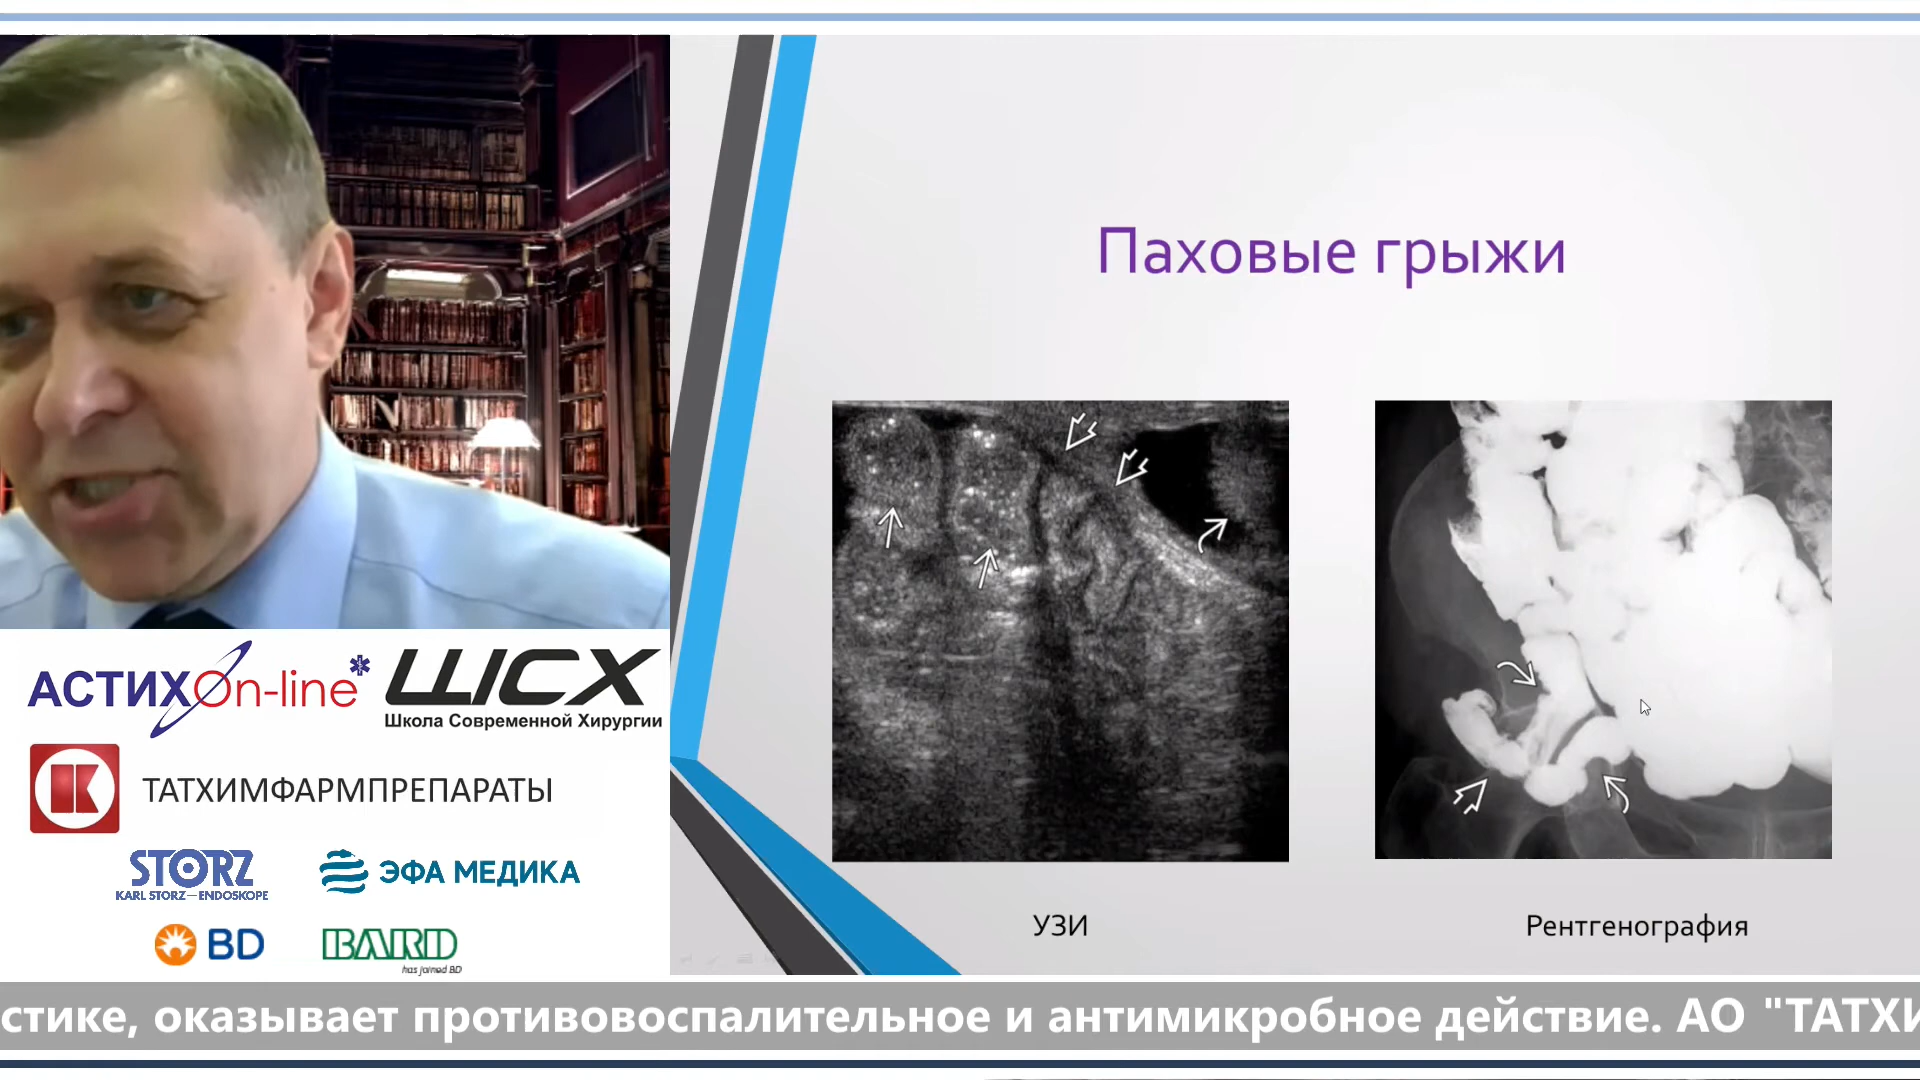 Паховые грыжи
УЗИ
Рентгенография
АСТИХ On-line
ШСХ
Школа Современной Хирургии
ТАТХИМФАРМПРЕПАРАТЫ
STORZ
KARL STORZ—ENDOSKOPE
ЭФА МЕДИКА
BD
BARD
has joined BD
стике, оказывает противовоспалительное и антимикробное действие. АО "ТАТХИ